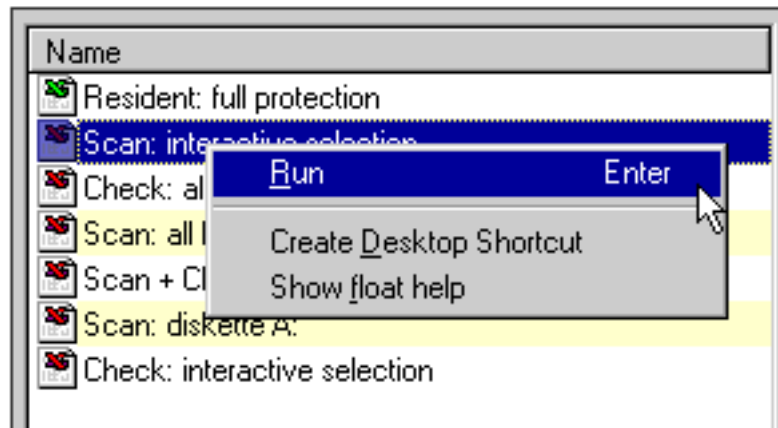 Name
Resident: full protection
Scan: interactive selection
Run Enter
Check: al
Scan: all
Create Desktop Shortcut
Scan + Cl
Show float help
Scan: diskette A:
Check: interactive selection